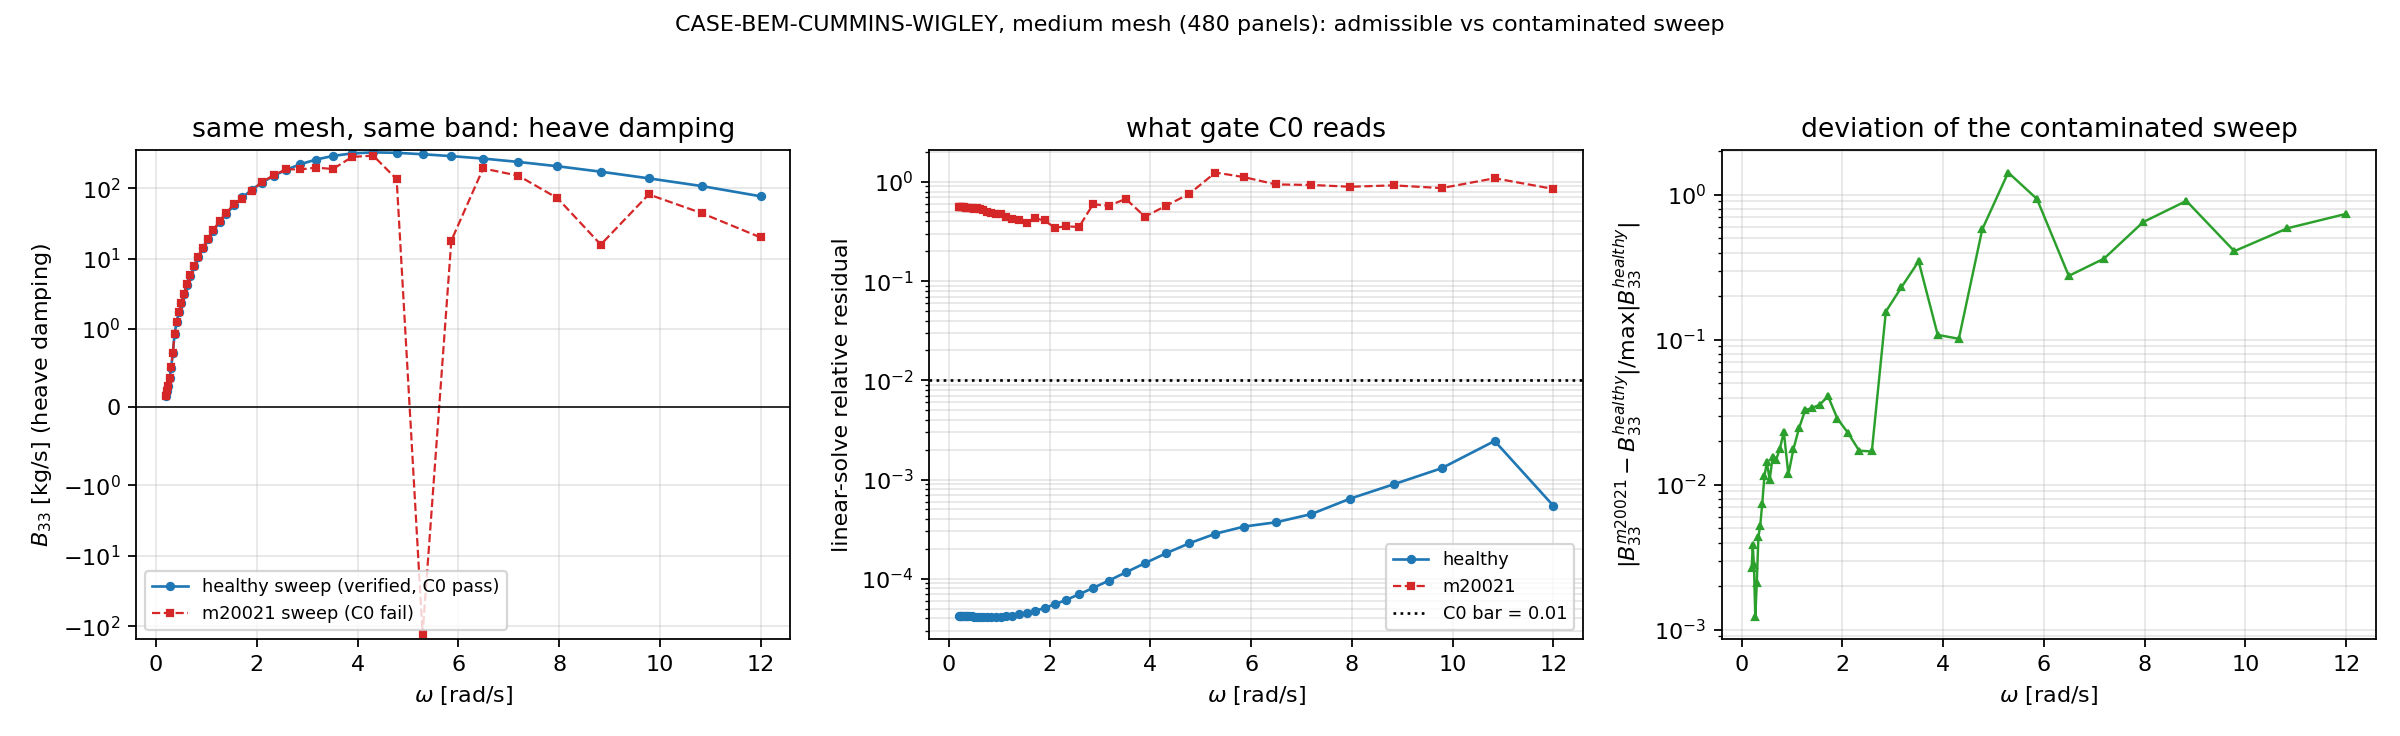 CASE-BEM-CUMMINS-WIGLEY, medium mesh (480 panels): admissible vs contaminated sweep
same mesh, same band: heave damping
B₃₃ [kg/s] (heave damping)
10²
10¹
10⁰
0
−10⁰
−10¹
−10²
healthy sweep (verified, C0 pass)
m20021 sweep (C0 fail)
0 2 4 6 8 10 12
ω [rad/s]
what gate C0 reads
linear-solve relative residual
10⁰
10⁻¹
10⁻²
10⁻³
10⁻⁴
healthy
m20021
C0 bar = 0.01
0 2 4 6 8 10 12
ω [rad/s]
deviation of the contaminated sweep
|B₃₃^m20021 − B₃₃^healthy|/max|B₃₃^healthy|
10⁰
10⁻¹
10⁻²
10⁻³
0 2 4 6 8 10 12
ω [rad/s]